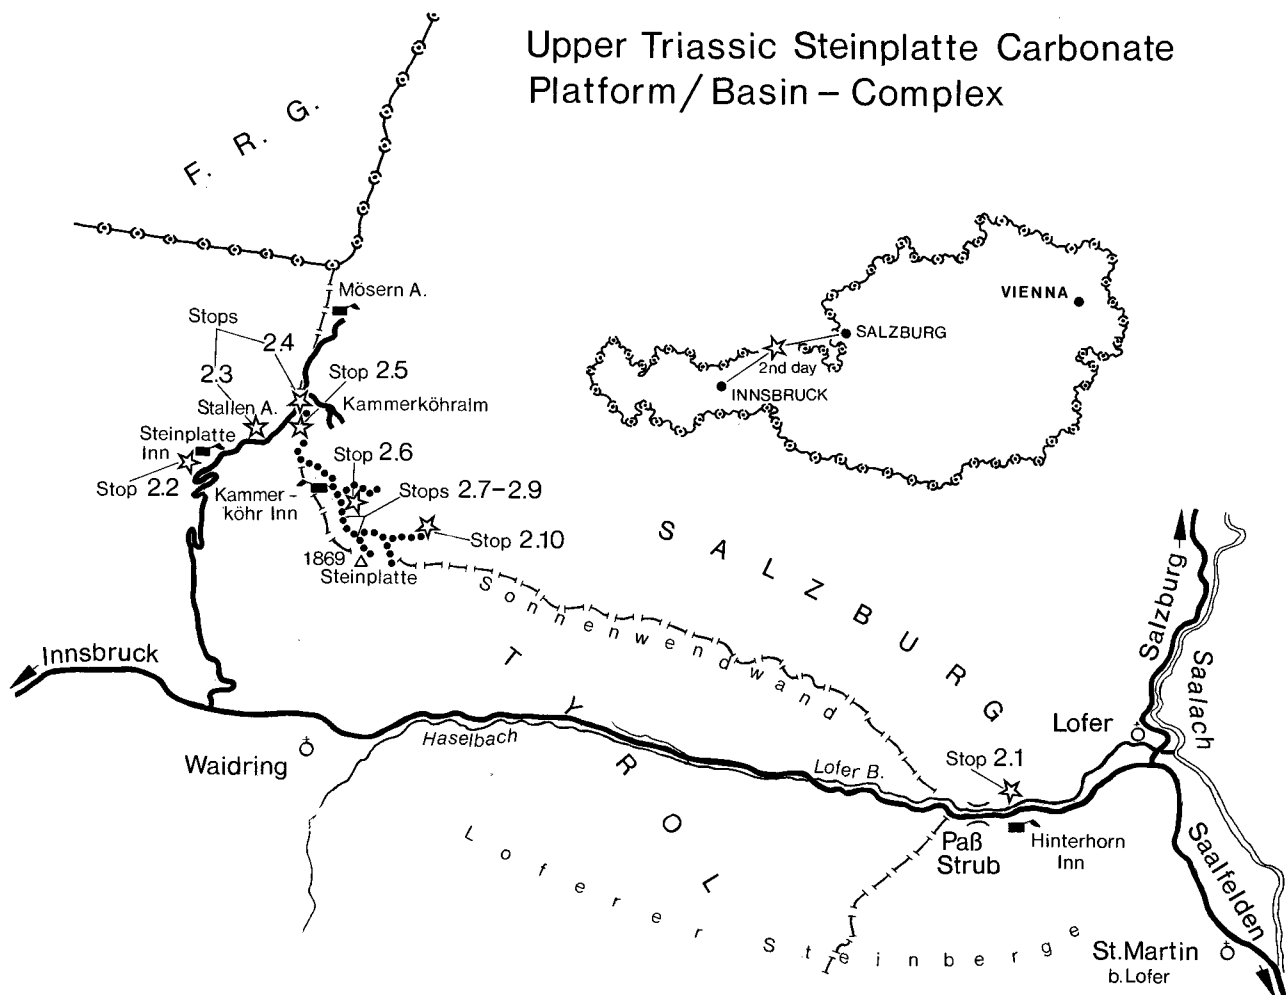 Upper Triassic Steinplatte Carbonate
Platform/Basin – Complex
F. R. G.
Mösern A.
Stops
2.4
2.3
Stop 2.5
Stallen A.
Kammerköhralm
Steinplatte
Inn
Stop 2.2
Stop 2.6
Kammer-
köhr Inn
Stops 2.7–2.9
Stop 2.10
1869
Steinplatte
VIENNA
SALZBURG
2nd day
INNSBRUCK
SALZBURG
Sonnenwendwand
TYROL
Innsbruck
Salzburg
Saalach
Lofer
Waidring
Haselbach
Lofer B.
Stop 2.1
Paß
Strub
Hinterhorn
Inn
Saalfelden
Loferer Steinberge
St.Martin
b.Lofer